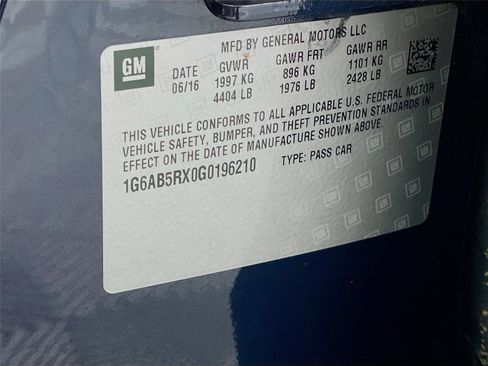 MFD BY GENERAL MOTORS LLC
GM
DATE GVWR GAWR FRT GAWR RR
06/16 1997 KG 896 KG 1101 KG
4404 LB 1976 LB 2428 LB
THIS VEHICLE CONFORMS TO ALL APPLICABLE U.S. FEDERAL MOTOR
VEHICLE SAFETY, BUMPER, AND THEFT PREVENTION STANDARDS IN
EFFECT ON THE DATE OF MANUFACTURE SHOWN ABOVE.
1G6AB5RX0G0196210 TYPE: PASS CAR